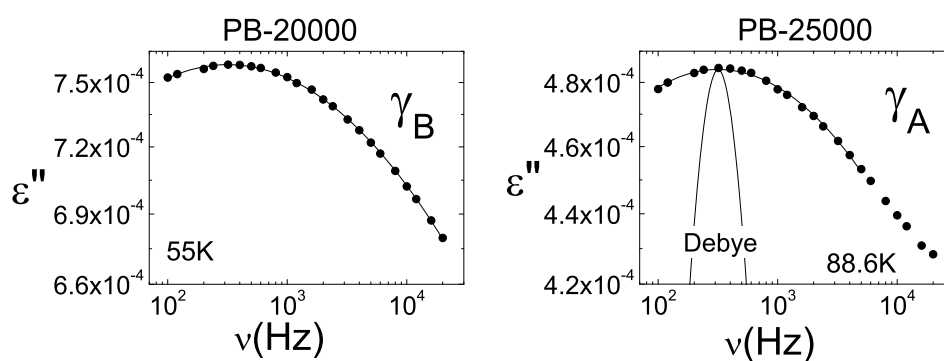 PB-20000
7.5x10⁻⁴
7.2x10⁻⁴
6.9x10⁻⁴
6.6x10⁻⁴
ε"
γB
55K
10² 10³ 10⁴
ν(Hz)
PB-25000
4.8x10⁻⁴
4.6x10⁻⁴
4.4x10⁻⁴
4.2x10⁻⁴
ε"
γA
Debye
88.6K
10² 10³ 10⁴
ν(Hz)